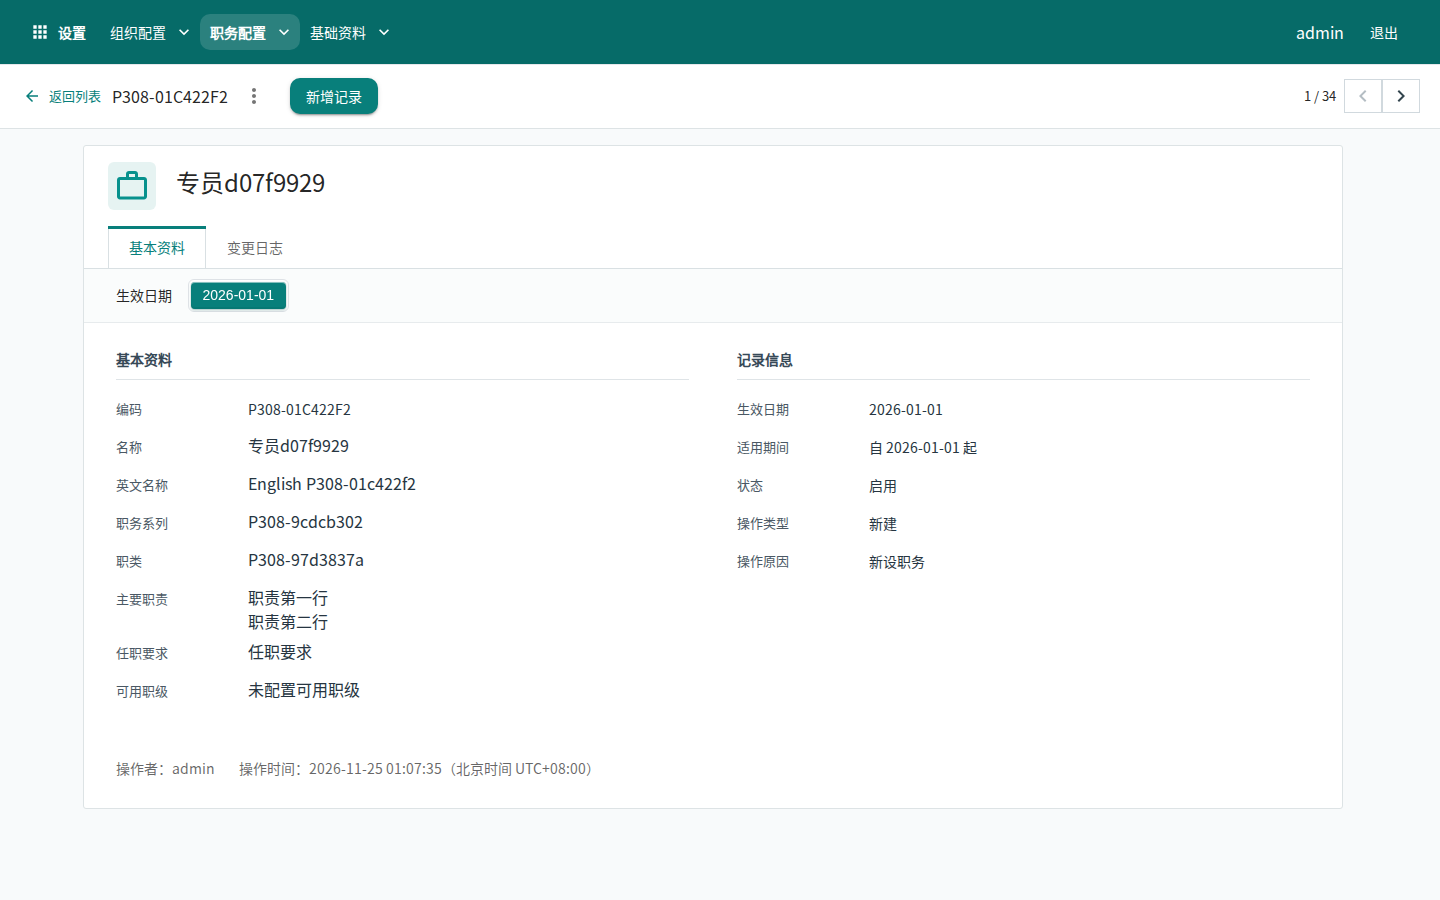 设置 组织配置 职务配置 基础资料 admin 退出
返回列表 P308-01C422F2 新增记录 1 / 34
专员d07f9929
基本资料 变更日志
生效日期 2026-01-01
基本资料
编码 P308-01C422F2
名称 专员d07f9929
英文名称 English P308-01c422f2
职务系列 P308-9cdcb302
职类 P308-97d3837a
主要职责 职责第一行
职责第二行
任职要求 任职要求
可用职级 未配置可用职级
记录信息
生效日期 2026-01-01
适用期间 自 2026-01-01 起
状态 启用
操作类型 新建
操作原因 新设职务
操作者：admin 操作时间：2026-11-25 01:07:35（北京时间 UTC+08:00）